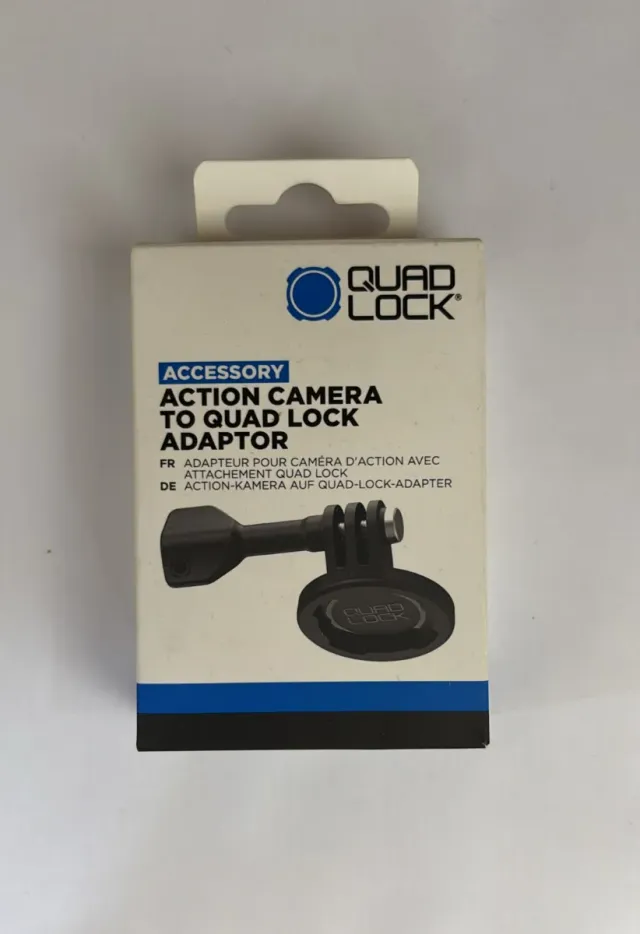 QUAD
LOCK®
ACCESSORY
ACTION CAMERA
TO QUAD LOCK
ADAPTOR
FR ADAPTEUR POUR CAMÉRA D'ACTION AVEC
ATTACHEMENT QUAD LOCK
DE ACTION-KAMERA AUF QUAD-LOCK-ADAPTER
QUAD
LOCK